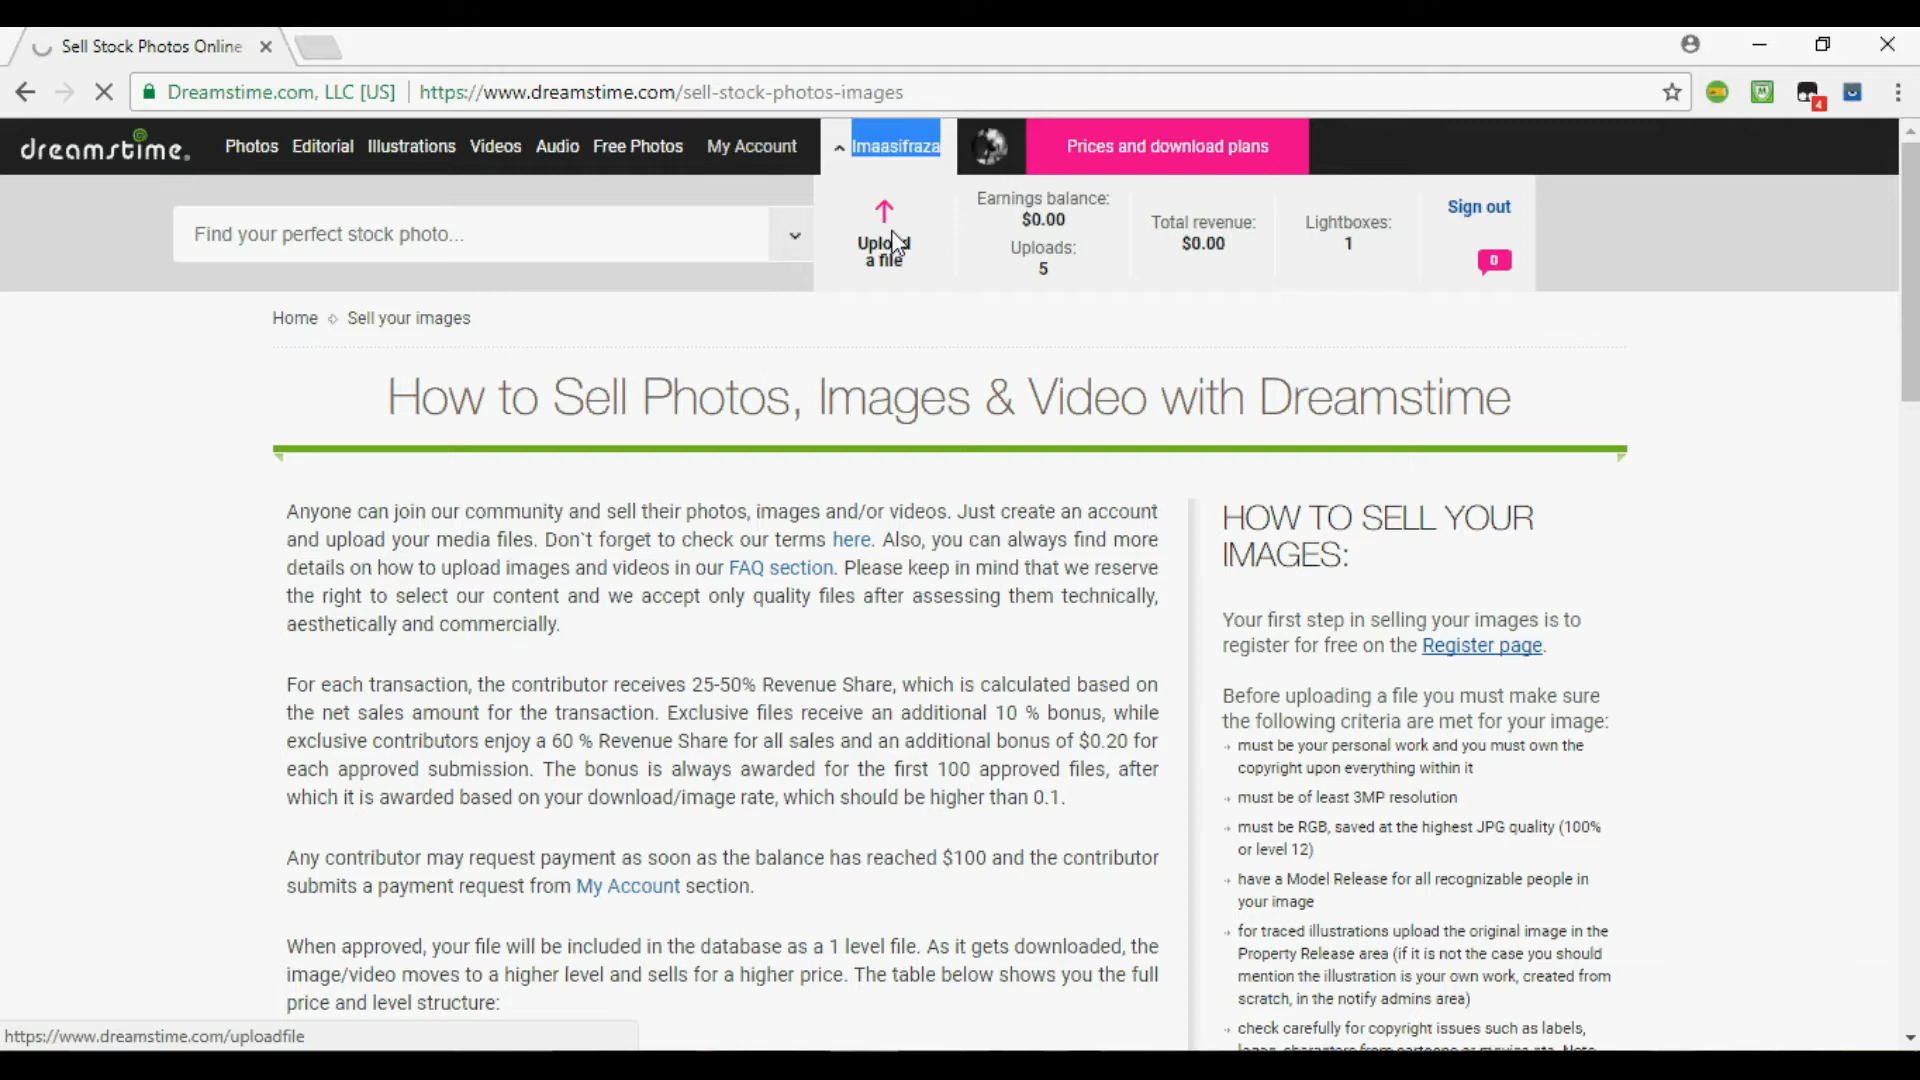 Sell Stock Photos Online
Dreamstime.com, LLC [US] https://www.dreamstime.com/sell-stock-photos-images
4
dreamstime.
Photos Editorial Illustrations Videos Audio Free Photos My Account Imaasifraza Prices and download plans
Find your perfect stock photo...
Upload
a file
Earnings balance:
$0.00
Uploads:
5
Total revenue:
$0.00
Lightboxes:
1
Sign out
0
Home Sell your images
How to Sell Photos, Images & Video with Dreamstime
Anyone can join our community and sell their photos, images and/or videos. Just create an account
and upload your media files. Don`t forget to check our terms here. Also, you can always find more
details on how to upload images and videos in our FAQ section. Please keep in mind that we reserve
the right to select our content and we accept only quality files after assessing them technically,
aesthetically and commercially.
For each transaction, the contributor receives 25-50% Revenue Share, which is calculated based on
the net sales amount for the transaction. Exclusive files receive an additional 10 % bonus, while
exclusive contributors enjoy a 60 % Revenue Share for all sales and an additional bonus of $0.20 for
each approved submission. The bonus is always awarded for the first 100 approved files, after
which it is awarded based on your download/image rate, which should be higher than 0.1.
Any contributor may request payment as soon as the balance has reached $100 and the contributor
submits a payment request from My Account section.
When approved, your file will be included in the database as a 1 level file. As it gets downloaded, the
image/video moves to a higher level and sells for a higher price. The table below shows you the full
price and level structure:
HOW TO SELL YOUR
IMAGES:
Your first step in selling your images is to
register for free on the Register page.
Before uploading a file you must make sure
the following criteria are met for your image:
must be your personal work and you must own the
copyright upon everything within it
must be of least 3MP resolution
must be RGB, saved at the highest JPG quality (100%
or level 12)
have a Model Release for all recognizable people in
your image
for traced illustrations upload the original image in the
Property Release area (if it is not the case you should
mention the illustration is your own work, created from
scratch, in the notify admins area)
check carefully for copyright issues such as labels,
https://www.dreamstime.com/uploadfile